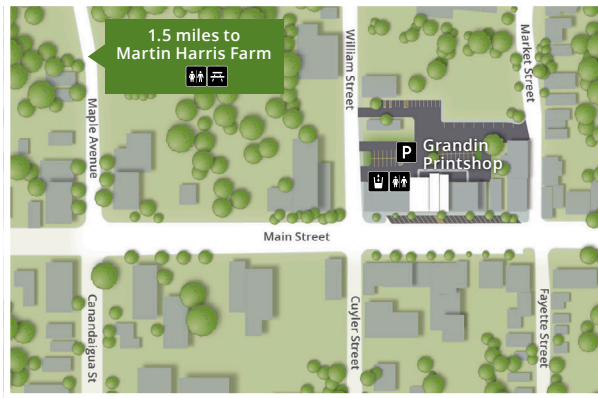 1.5 miles to
Martin Harris Farm
William Street
Market Street
Maple Avenue
P
Grandin
Printshop
Main Street
Canandaigua St
Cuyler Street
Fayette Street